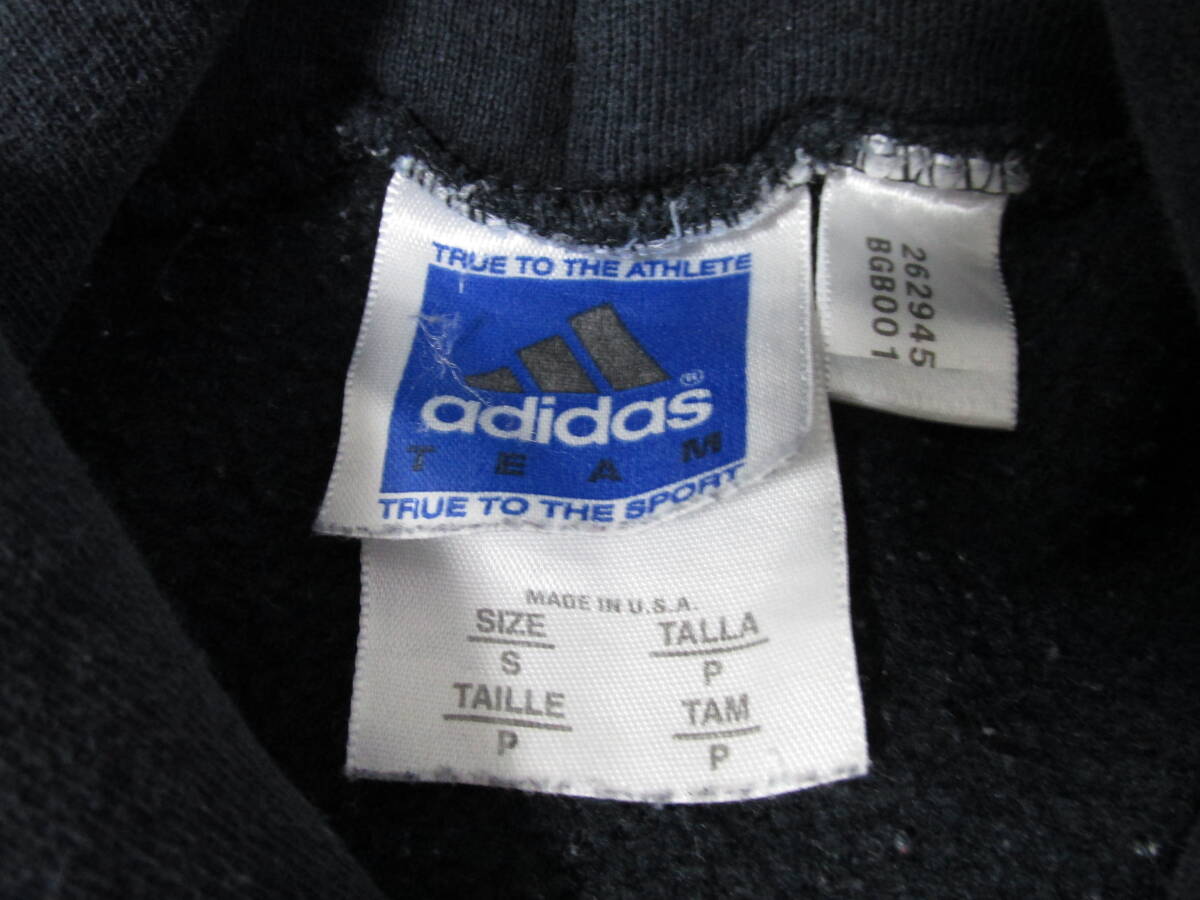 TRUE TO THE ATHLETE
adidas®
TEAM
TRUE TO THE SPORT
MADE IN U.S.A.
SIZE TALLA
S P
TAILLE TAM
P P
262945
BGB001